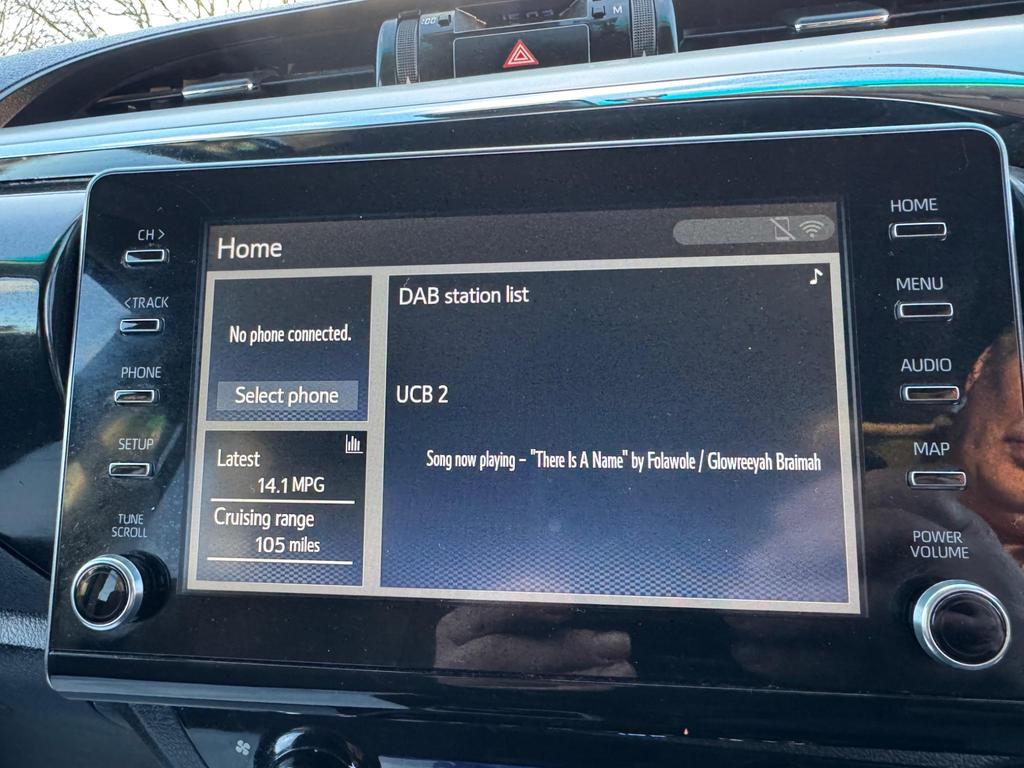 :00
M
CH >
<TRACK
PHONE
SETUP
TUNE
SCROLL
Home
No phone connected.
Select phone
Latest
14.1 MPG
Cruising range
105 miles
DAB station list
UCB 2
Song now playing – "There Is A Name" by Folawole / Glowreeyah Braimah
HOME
MENU
AUDIO
MAP
POWER
VOLUME